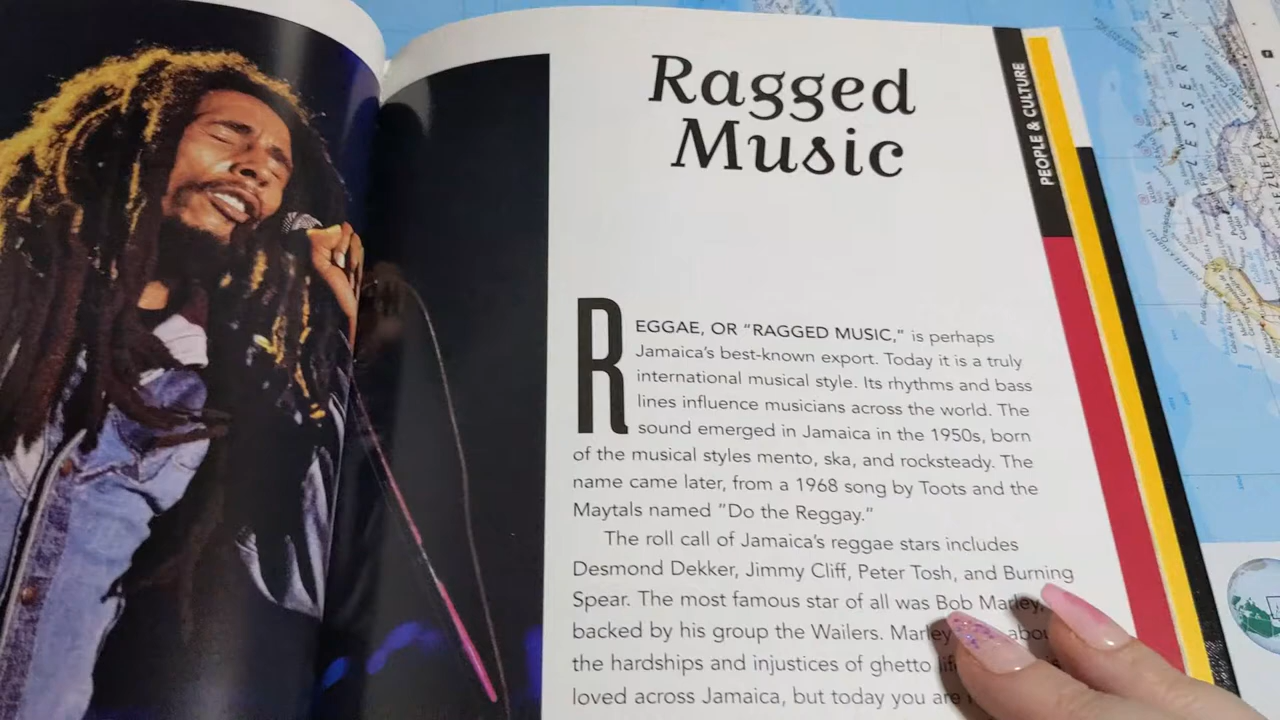 Ragged
Music
PEOPLE & CULTURE
REGGAE, OR “RAGGED MUSIC,” is perhaps
Jamaica’s best-known export. Today it is a truly
international musical style. Its rhythms and bass
lines influence musicians across the world. The
sound emerged in Jamaica in the 1950s, born
of the musical styles mento, ska, and rocksteady. The
name came later, from a 1968 song by Toots and the
Maytals named “Do the Reggay.”
The roll call of Jamaica’s reggae stars includes
Desmond Dekker, Jimmy Cliff, Peter Tosh, and Burning
Spear. The most famous star of all was Bob Marley,
backed by his group the Wailers. Marley
the hardships and injustices of ghetto
loved across Jamaica, but today you are
LESSER AN